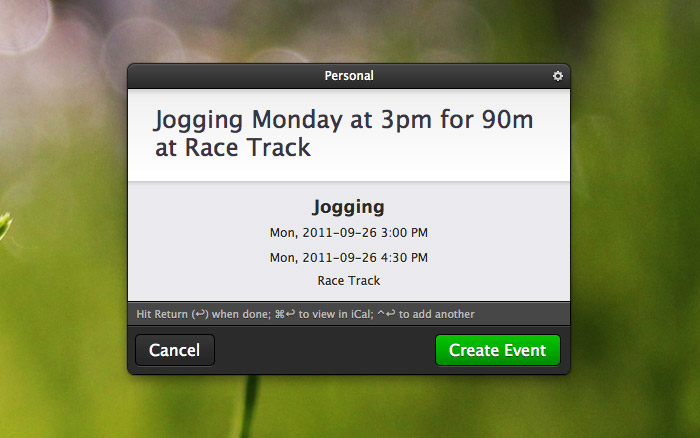 Personal
Jogging Monday at 3pm for 90m
at Race Track
Jogging
Mon, 2011-09-26 3:00 PM
Mon, 2011-09-26 4:30 PM
Race Track
Hit Return (↩) when done; ⌘↩ to view in iCal; ^↩ to add another
Cancel
Create Event